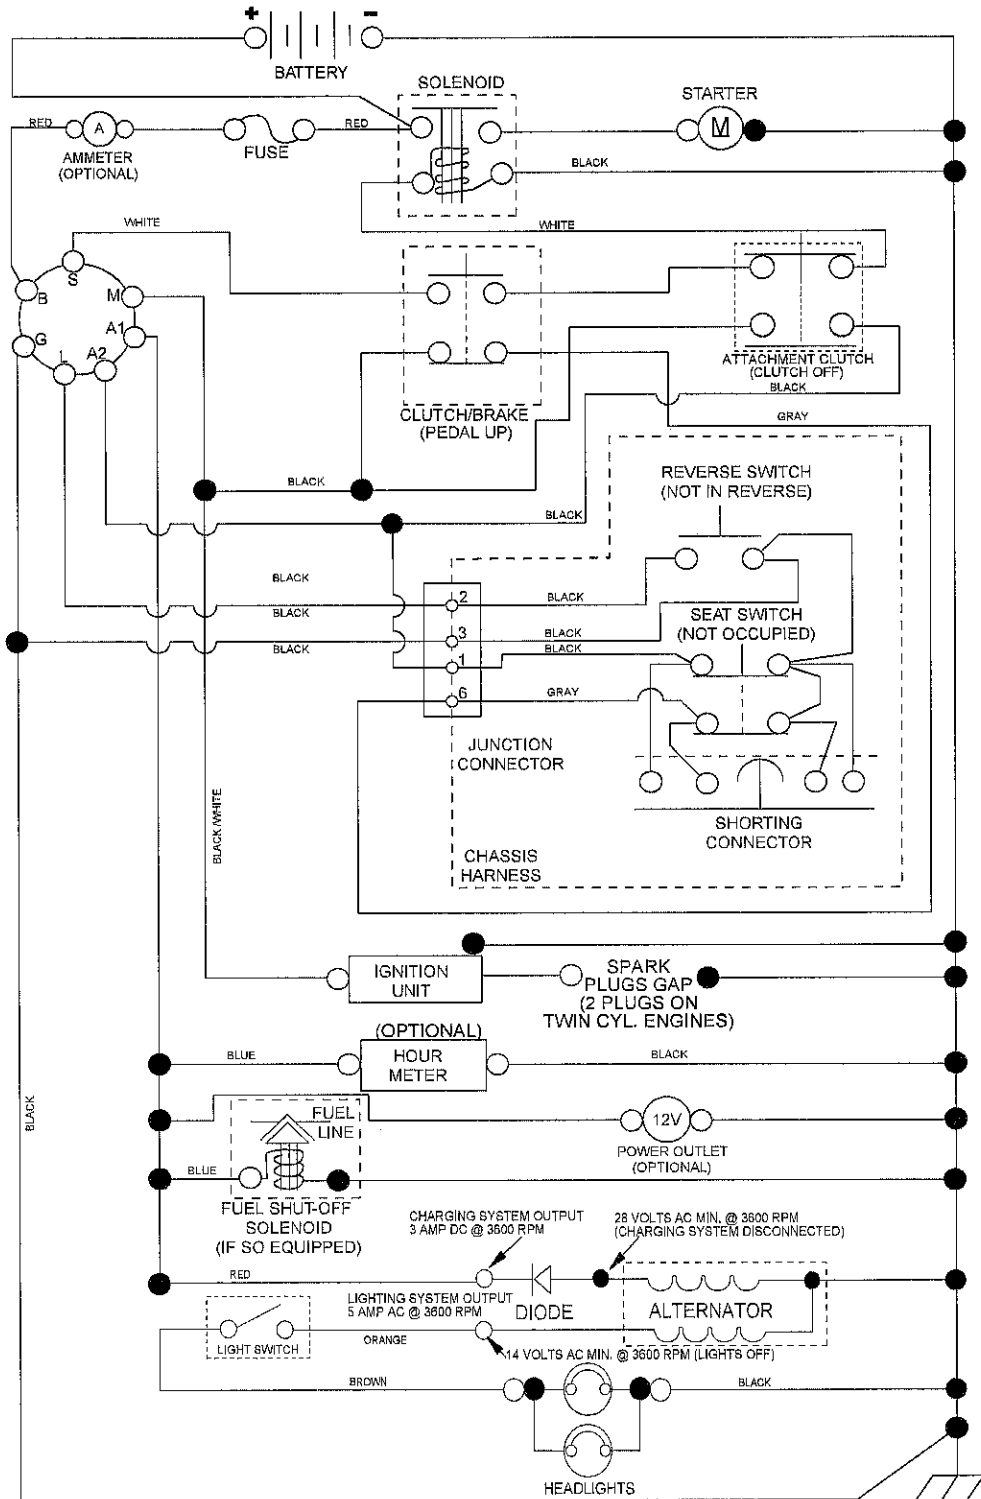 + -
BATTERY
SOLENOID
STARTER
RED
A
RED
M
AMMETER
(OPTIONAL)
FUSE
BLACK
WHITE
WHITE
S
B
M
G
A1
L
A2
ATTACHMENT CLUTCH
(CLUTCH OFF)
BLACK
CLUTCH/BRAKE
(PEDAL UP)
GRAY
BLACK
REVERSE SWITCH
(NOT IN REVERSE)
BLACK
BLACK
2
BLACK
BLACK
SEAT SWITCH
(NOT OCCUPIED)
3
BLACK
BLACK
BLACK
1
6
GRAY
JUNCTION
CONNECTOR
BLACK/WHITE
SHORTING
CONNECTOR
CHASSIS
HARNESS
IGNITION
UNIT
SPARK
PLUGS GAP
(2 PLUGS ON
TWIN CYL. ENGINES)
(OPTIONAL)
BLUE
HOUR
METER
BLACK
BLACK
FUEL
LINE
12V
POWER OUTLET
(OPTIONAL)
BLUE
FUEL SHUT-OFF
SOLENOID
(IF SO EQUIPPED)
CHARGING SYSTEM OUTPUT
3 AMP DC @ 3600 RPM
28 VOLTS AC MIN. @ 3600 RPM
(CHARGING SYSTEM DISCONNECTED)
RED
LIGHTING SYSTEM OUTPUT
5 AMP AC @ 3600 RPM
DIODE
ALTERNATOR
LIGHT SWITCH
ORANGE
14 VOLTS AC MIN. @ 3600 RPM (LIGHTS OFF)
BROWN
BLACK
HEADLIGHTS